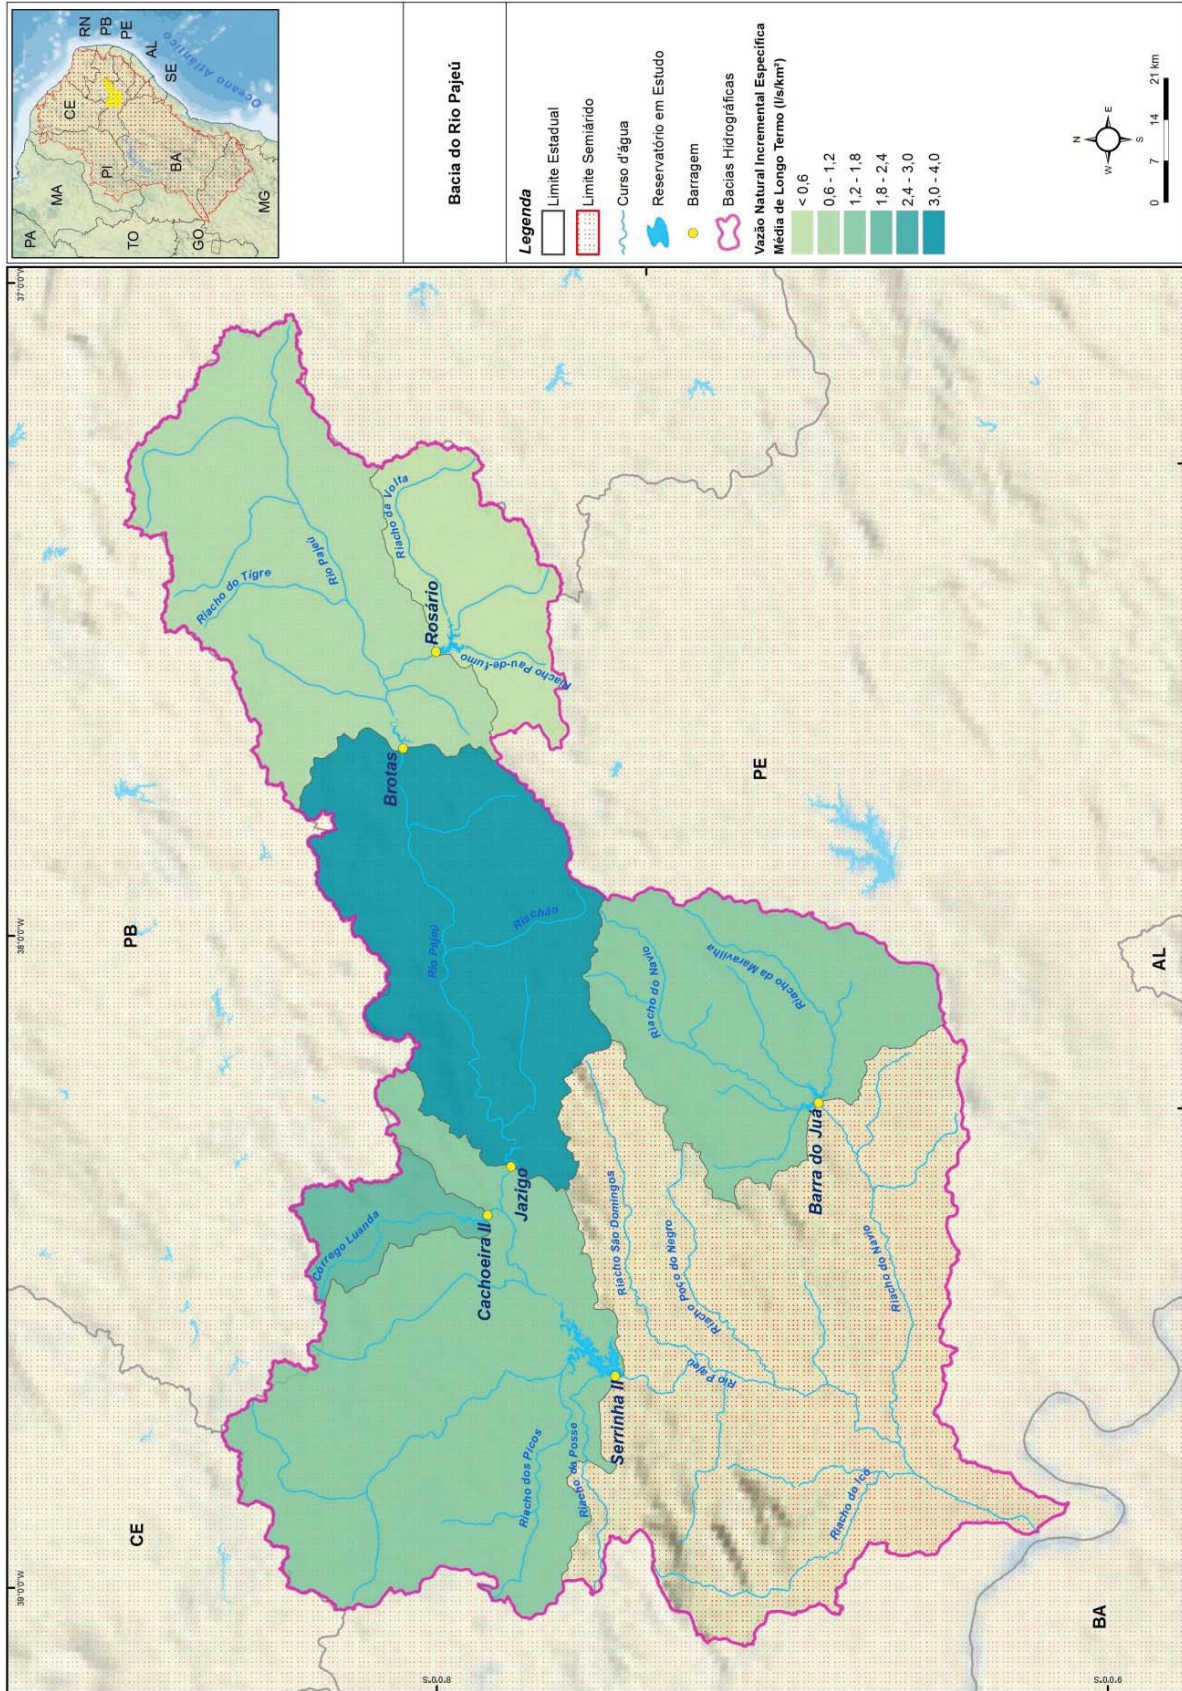 39°0'0"W
38°0'0"W
37°0'0"W
8°0'0"S
9°0'0"S
CE
PB
PE
AL
BA
Riacho do Tigre
Rio Pajeú
Riacho da Volta
Rosário
Riacho Pau-de-fumo
Brotas
Rio Pajeú
Riachão
Córrego Luanda
Cachoeira II
Jazigo
Riacho dos Picos
Riacho da Posse
Serrinha II
Riacho São Domingos
Riacho Poço do Negro
Rio Pajeú
Riacho do Navio
Riacho da Maravilha
Barra do Juá
Riacho do Navio
Riacho do Icó
PA
MA
CE
RN
PB
PE
AL
SE
PI
TO
BA
GO
MG
Oceano Atlântico
Bacia do Rio Pajeú
Legenda
Limite Estadual
Limite Semiárido
Curso d'água
Reservatório em Estudo
Barragem
Bacias Hidrográficas
Vazão Natural Incremental Específica
Média de Longo Termo (l/s/km²)
< 0,6
0,6 - 1,2
1,2 - 1,8
1,8 - 2,4
2,4 - 3,0
3,0 - 4,0
N
W E
S
0 7 14 21 km